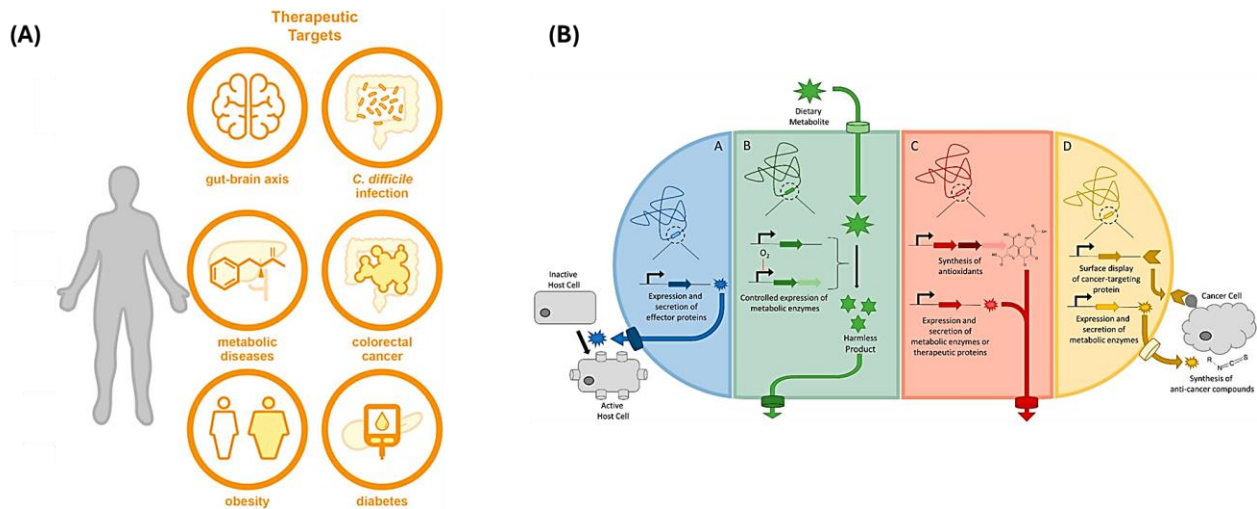 (A)
Therapeutic
Targets
gut-brain axis
C. difficile
infection
metabolic
diseases
colorectal
cancer
obesity
diabetes
(B)
Dietary
Metabolite
A
B
C
D
O2
Inactive
Host Cell
Expression and
secretion of
effector proteins
Active
Host Cell
Controlled expression of
metabolic enzymes
Harmless
Product
Synthesis of
antioxidants
Expression and
secretion of
metabolic enzymes or
therapeutic proteins
Surface display
of cancer-targeting
protein
Expression and
secretion of
metabolic enzymes
Cancer Cell
R
N=C=S
Synthesis of
anti-cancer compounds